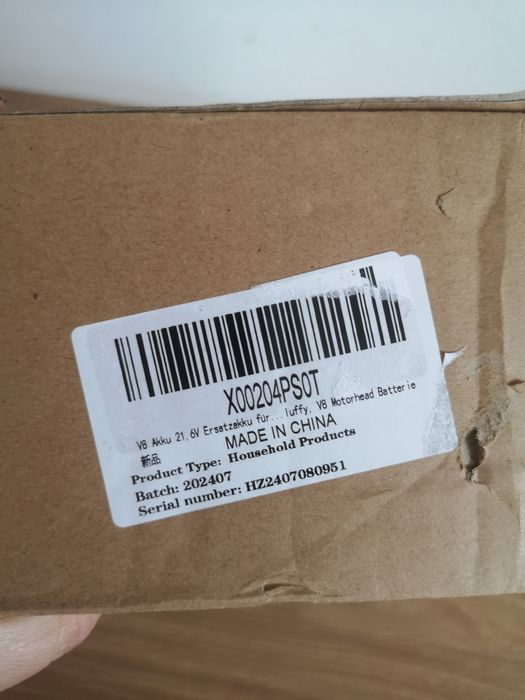 X00204PS0T
V8 Akku 21,6V Ersatzakku für... luffy, V8 Motorhead Batterie
MADE IN CHINA
新品
Product Type: Household Products
Batch: 202407
Serial number: HZ2407080951